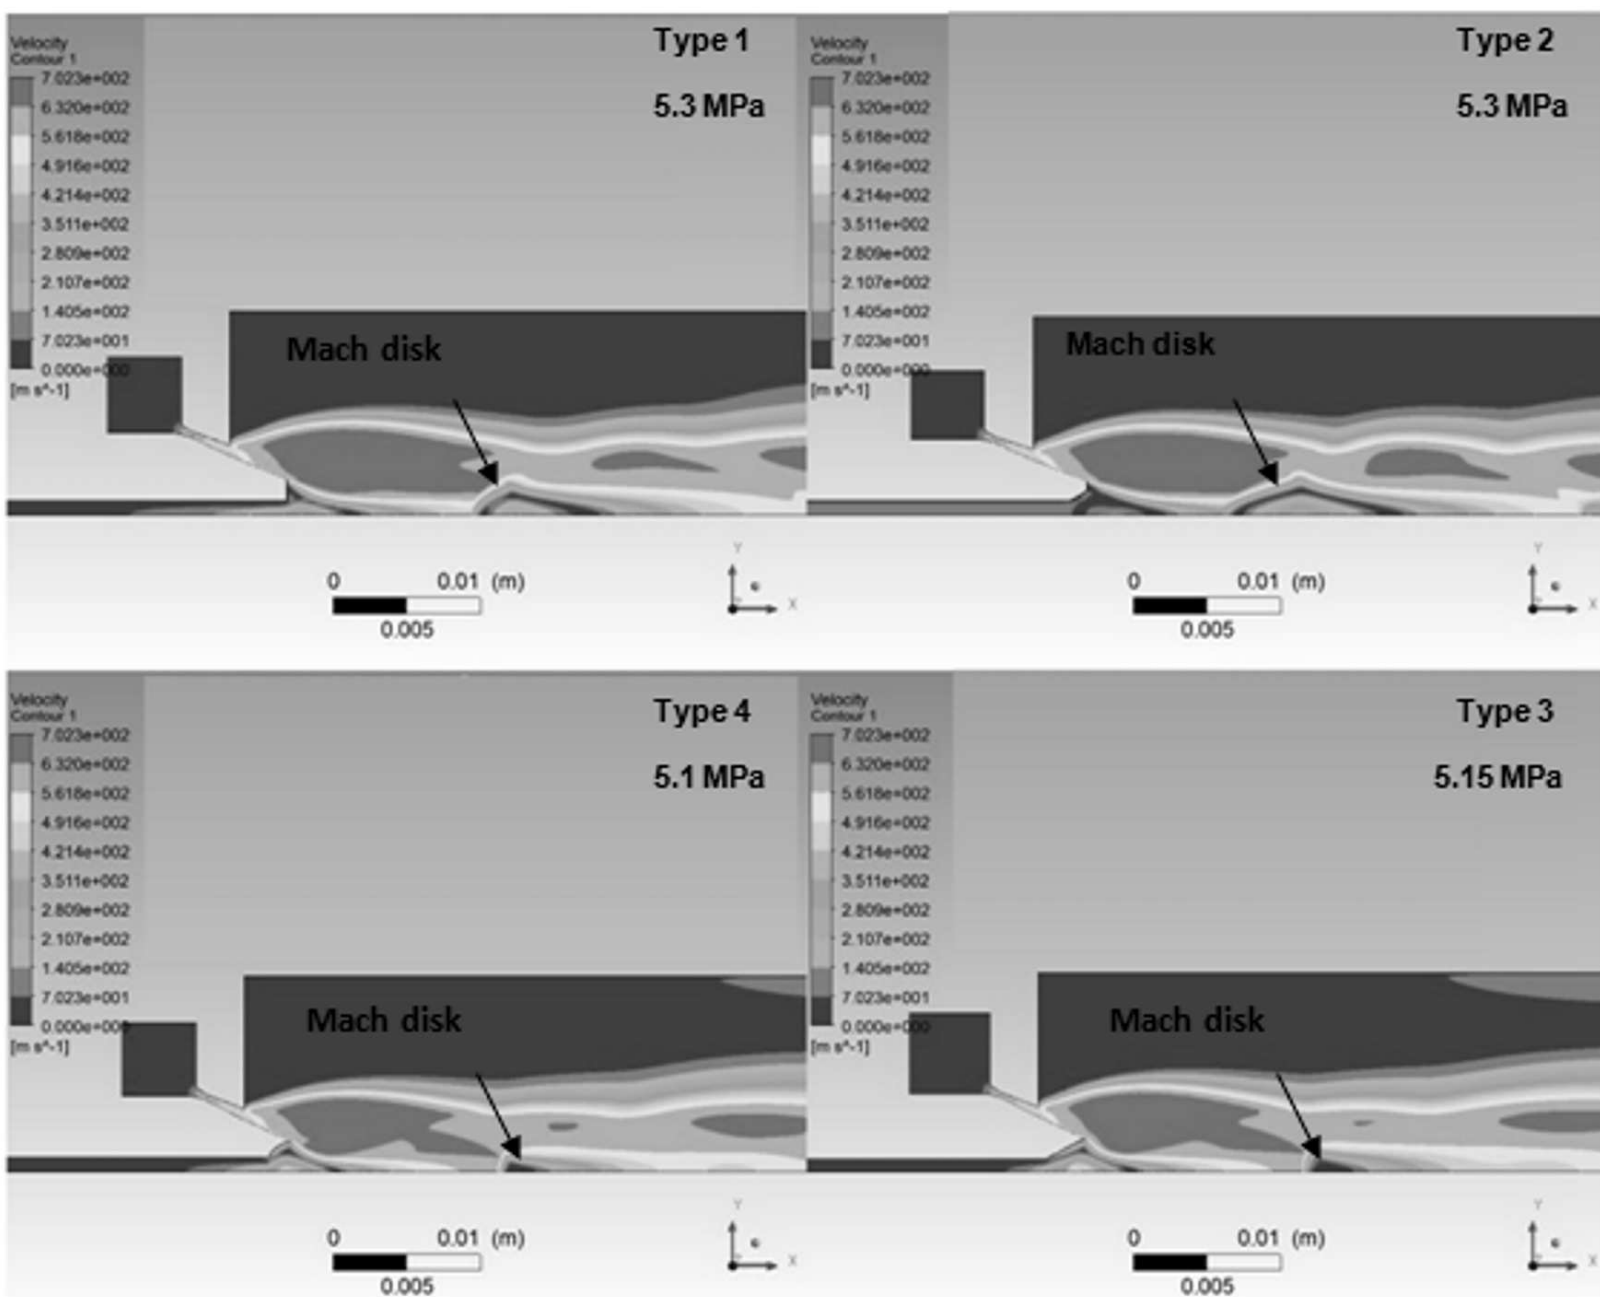 Velocity
Contour 1
7.023e+002
6.320e+002
5.618e+002
4.916e+002
4.214e+002
3.511e+002
2.809e+002
2.107e+002
1.405e+002
7.023e+001
0.000e+000
[m s^-1]
Type 1
5.3 MPa
Mach disk
0 0.01 (m)
0.005
Y
X
Velocity
Contour 1
7.023e+002
6.320e+002
5.618e+002
4.916e+002
4.214e+002
3.511e+002
2.809e+002
2.107e+002
1.405e+002
7.023e+001
0.000e+000
[m s^-1]
Type 2
5.3 MPa
Mach disk
0 0.01 (m)
0.005
Y
X
Velocity
Contour 1
7.023e+002
6.320e+002
5.618e+002
4.916e+002
4.214e+002
3.511e+002
2.809e+002
2.107e+002
1.405e+002
7.023e+001
0.000e+000
[m s^-1]
Type 4
5.1 MPa
Mach disk
0 0.01 (m)
0.005
Y
X
Velocity
Contour 1
7.023e+002
6.320e+002
5.618e+002
4.916e+002
4.214e+002
3.511e+002
2.809e+002
2.107e+002
1.405e+002
7.023e+001
0.000e+000
[m s^-1]
Type 3
5.15 MPa
Mach disk
0 0.01 (m)
0.005
Y
X